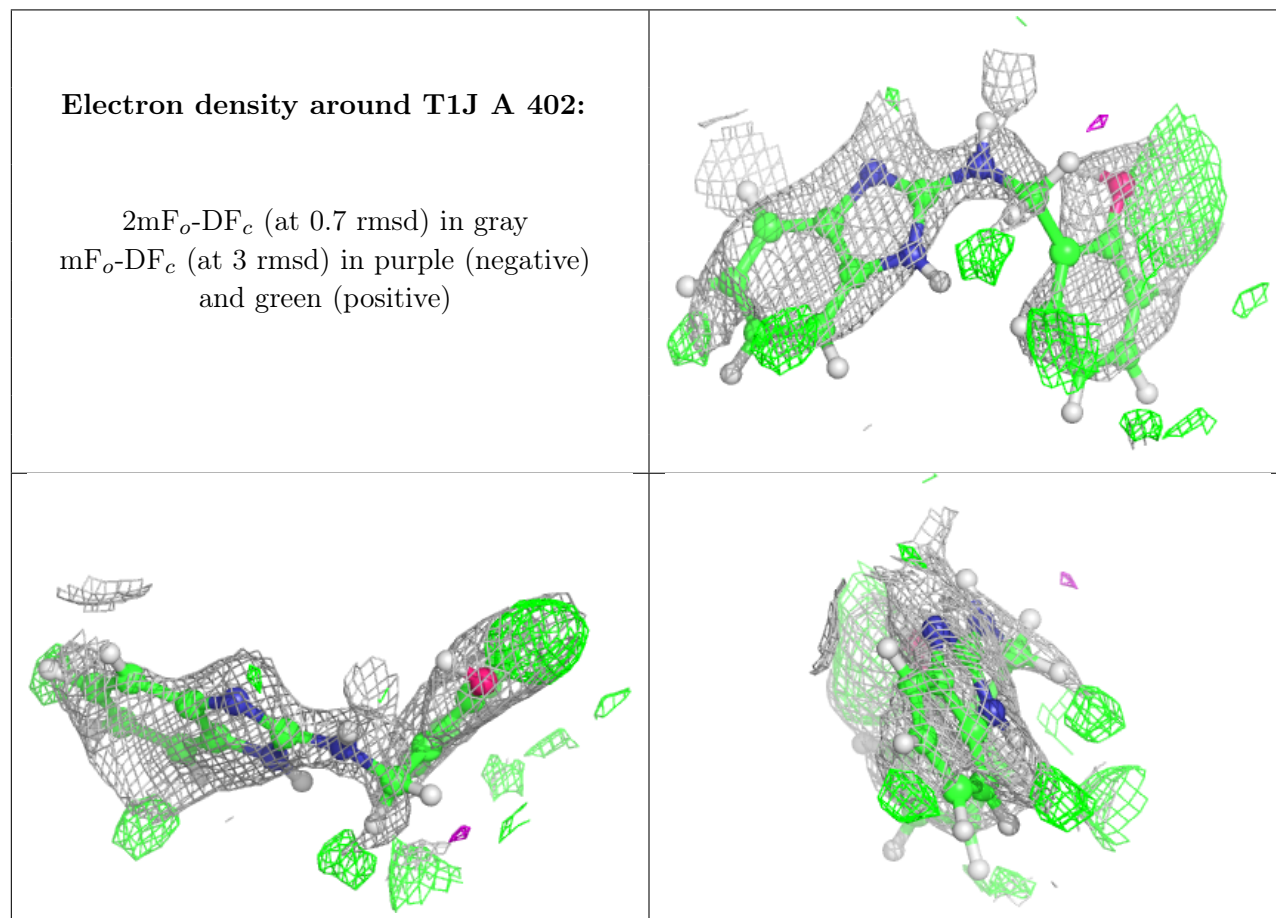 Electron density around T1J A 402:
2mFo-DFc (at 0.7 rmsd) in gray
mFo-DFc (at 3 rmsd) in purple (negative)
and green (positive)